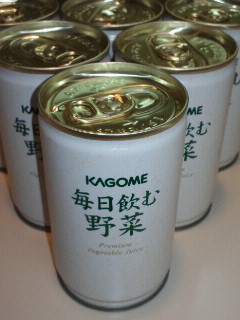 KAGOME
毎日飲む
野菜
Premium
Vegetable Juice